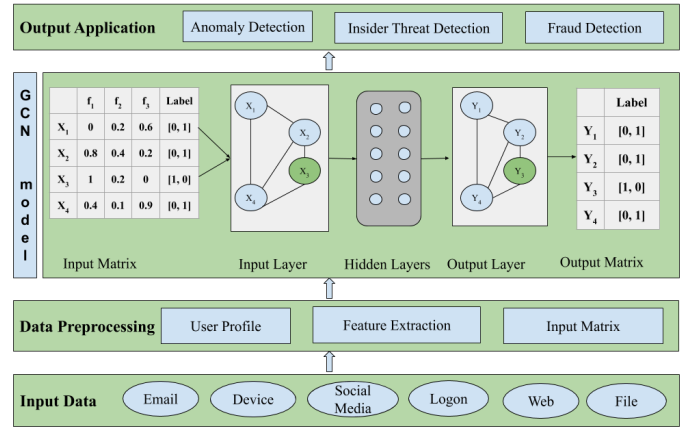 Output Application
Anomaly Detection
Insider Threat Detection
Fraud Detection
GCN model
f1 f2 f3 Label
X1 0 0.2 0.6 [0, 1]
X2 0.8 0.4 0.2 [0, 1]
X3 1 0.2 0 [1, 0]
X4 0.4 0.1 0.9 [0, 1]
X1
X2
X3
X4
Y1
Y2
Y3
Y4
Label
Y1 [0, 1]
Y2 [0, 1]
Y3 [1, 0]
Y4 [0, 1]
Input Matrix
Input Layer
Hidden Layers
Output Layer
Output Matrix
Data Preprocessing
User Profile
Feature Extraction
Input Matrix
Input Data
Email
Device
Social
Media
Logon
Web
File